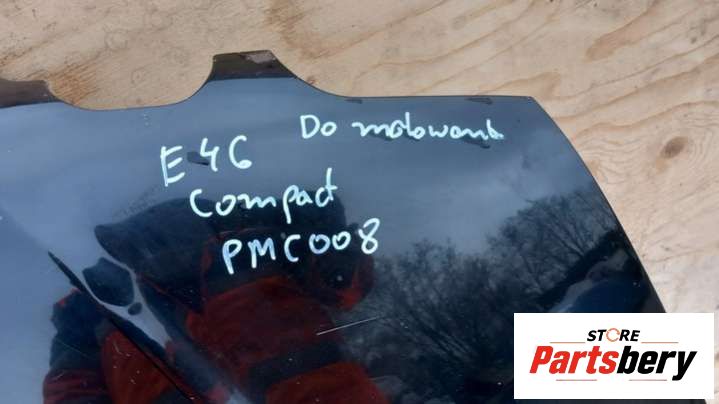 Do malowania
E46
Compact
PMC008
STORE
Partsbery